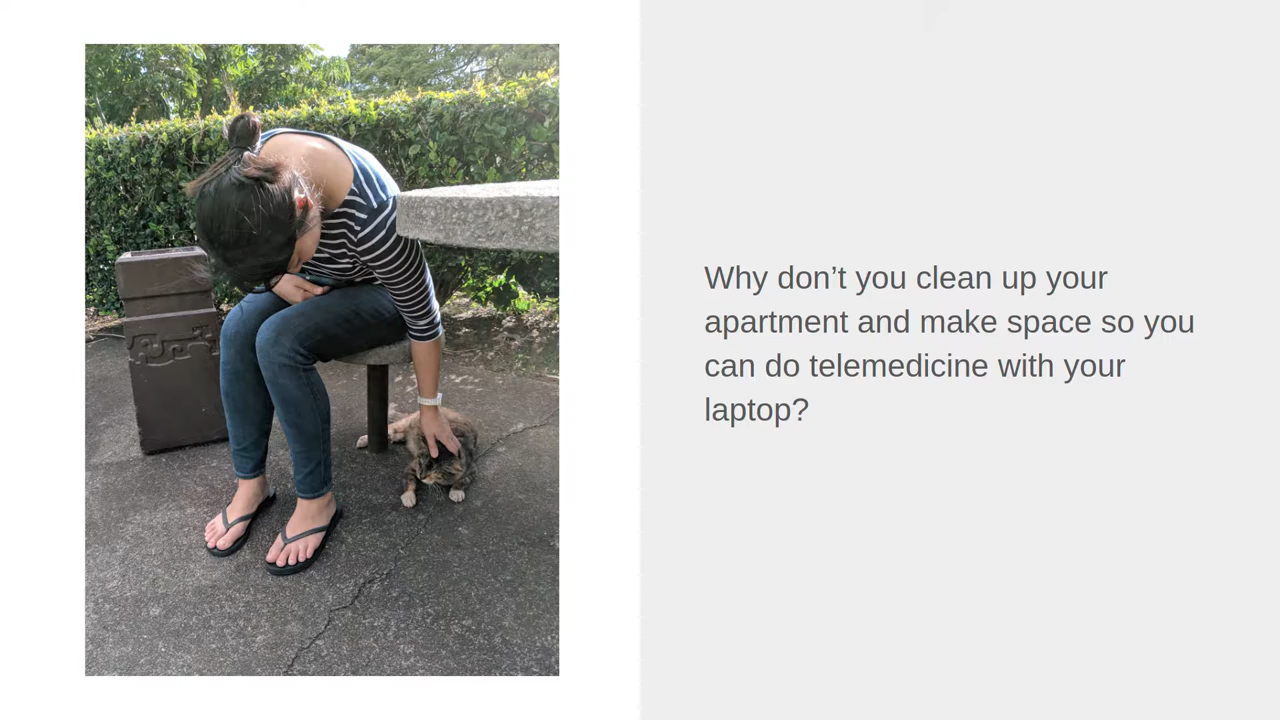 Why don’t you clean up your
apartment and make space so you
can do telemedicine with your
laptop?